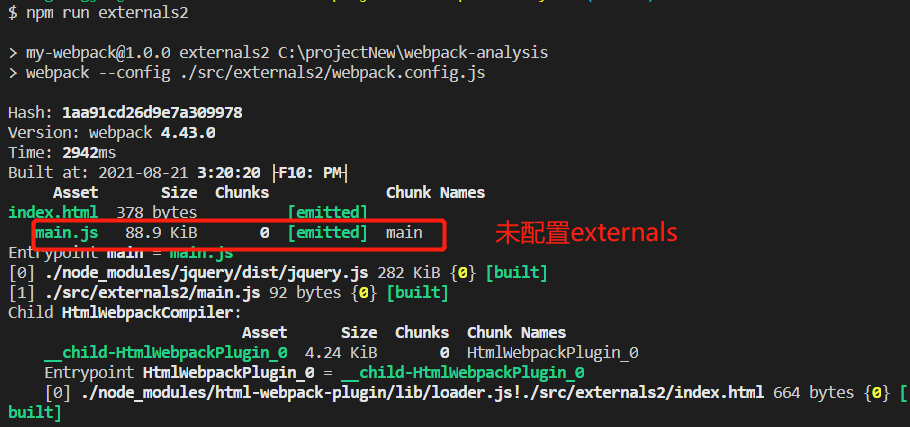 $ npm run externals2
> my-webpack@1.0.0 externals2 C:\projectNew\webpack-analysis
> webpack --config ./src/externals2/webpack.config.js
Hash: 1aa91cd26d9e7a309978
Version: webpack 4.43.0
Time: 2942ms
Built at: 2021-08-21 3:20:20 ├F10: PM┤
Asset Size Chunks Chunk Names
index.html 378 bytes [emitted]
main.js 88.9 KiB 0 [emitted] main
未配置externals
Entrypoint main = main.js
[0] ./node_modules/jquery/dist/jquery.js 282 KiB {0} [built]
[1] ./src/externals2/main.js 92 bytes {0} [built]
Child HtmlWebpackCompiler:
Asset Size Chunks Chunk Names
__child-HtmlWebpackPlugin_0 4.24 KiB 0 HtmlWebpackPlugin_0
Entrypoint HtmlWebpackPlugin_0 = __child-HtmlWebpackPlugin_0
[0] ./node_modules/html-webpack-plugin/lib/loader.js!./src/externals2/index.html 664 bytes {0} [
built]